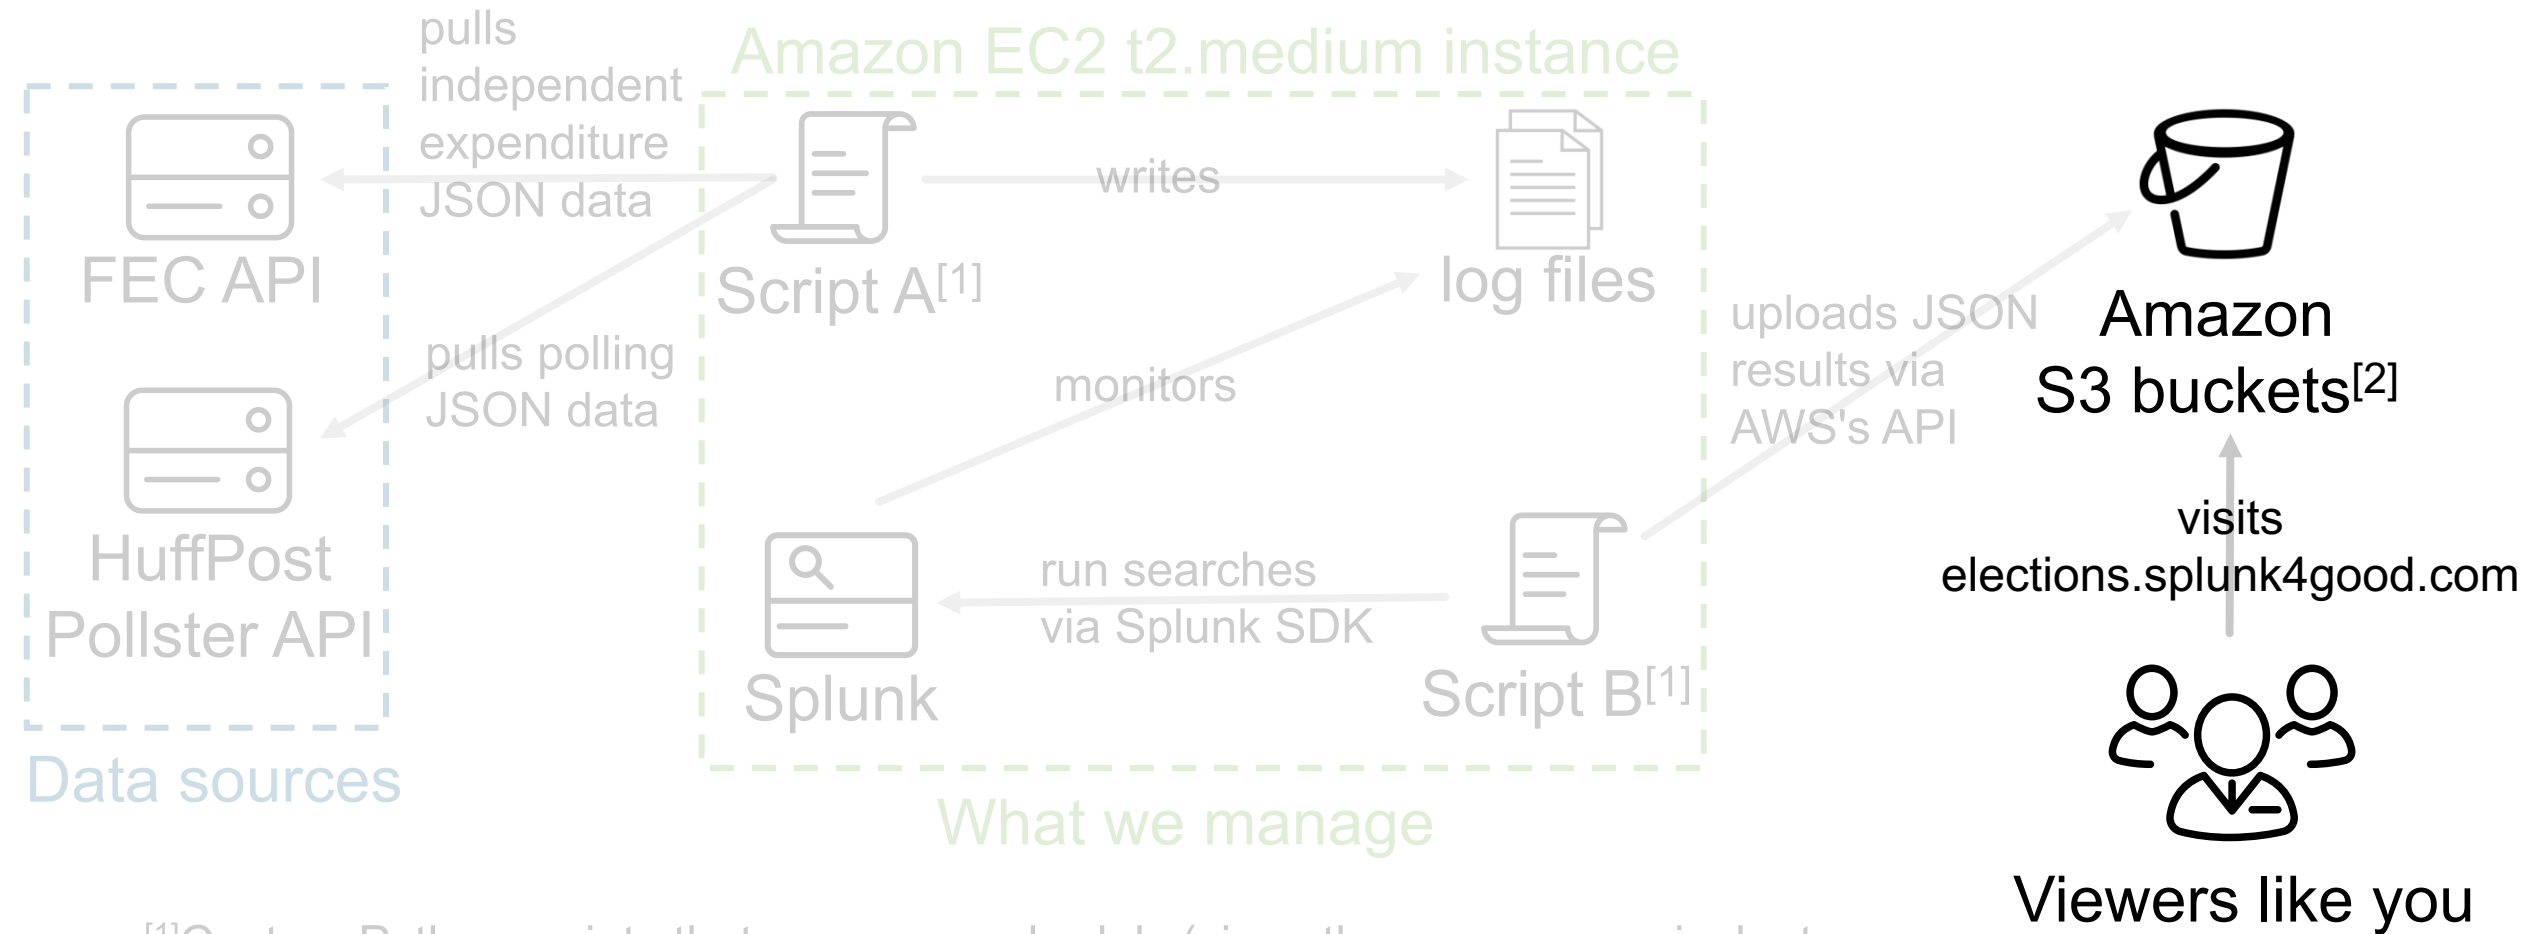 pulls
independent
expenditure
JSON data
Amazon EC2 t2.medium instance
FEC API
Script A[1]
writes
log files
pulls polling
JSON data
monitors
uploads JSON
results via
AWS's API
Amazon
S3 buckets[2]
HuffPost
Pollster API
Splunk
run searches
via Splunk SDK
Script B[1]
visits
elections.splunk4good.com
Data sources
What we manage
Viewers like you